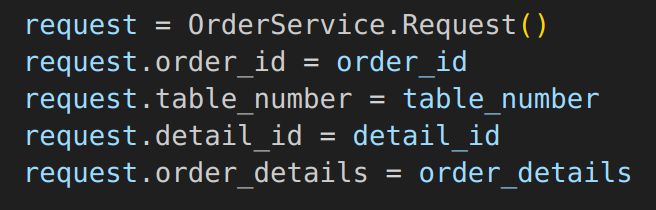 request = OrderService.Request()
request.order_id = order_id
request.table_number = table_number
request.detail_id = detail_id
request.order_details = order_details